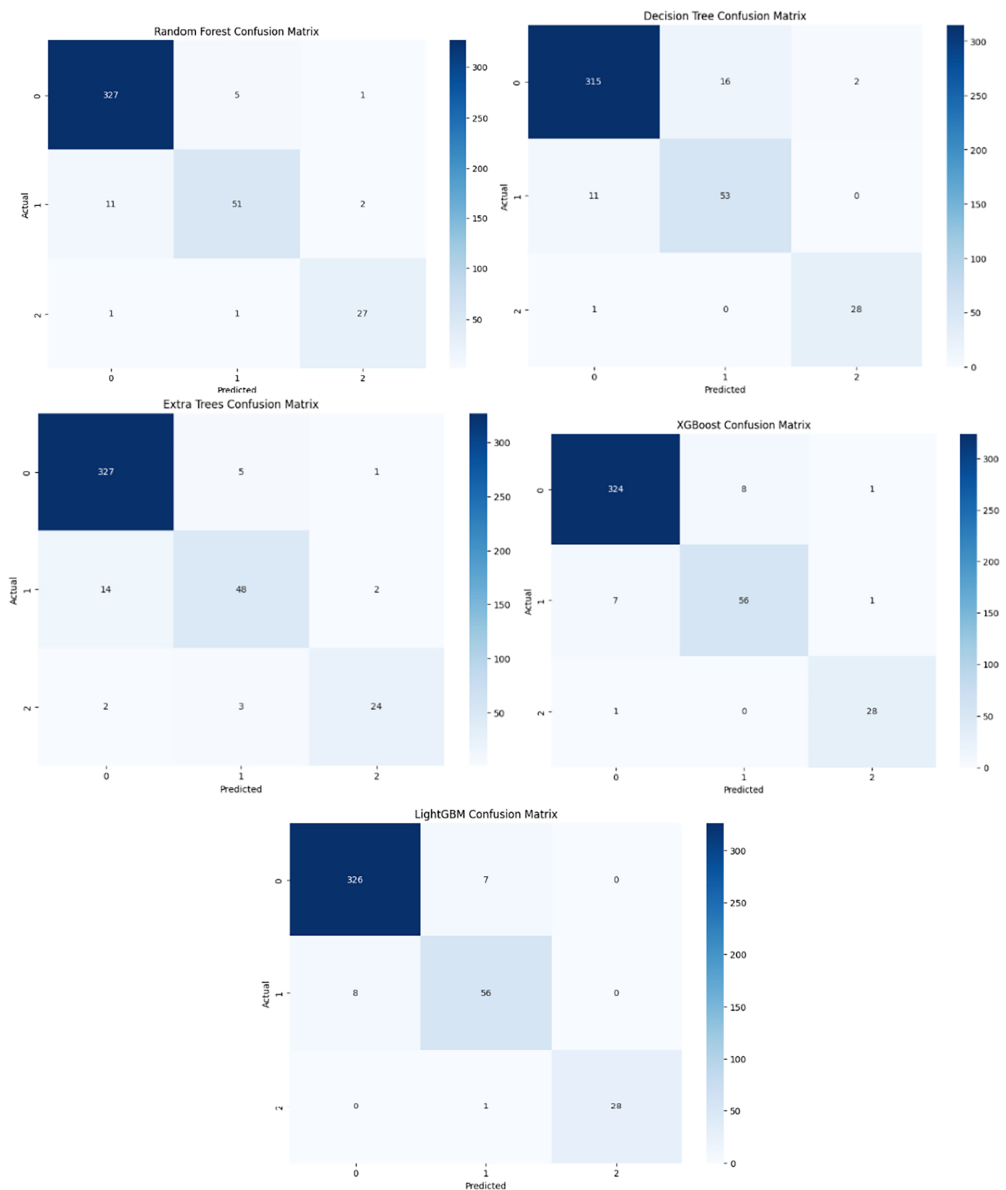 Random Forest Confusion Matrix
0 327 5 1
1 11 51 2
2 1 1 27
0 1 2
Actual
Predicted
300
250
200
150
100
50
Decision Tree Confusion Matrix
0 315 16 2
1 11 53 0
2 1 0 28
0 1 2
Actual
Predicted
300
250
200
150
100
50
0
Extra Trees Confusion Matrix
0 327 5 1
1 14 48 2
2 2 3 24
0 1 2
Actual
Predicted
300
250
200
150
100
50
XGBoost Confusion Matrix
0 324 8 1
1 7 56 1
2 1 0 28
0 1 2
Actual
Predicted
300
250
200
150
100
50
0
LightGBM Confusion Matrix
0 326 7 0
1 8 56 0
2 0 1 28
0 1 2
Actual
Predicted
300
250
200
150
100
50
0